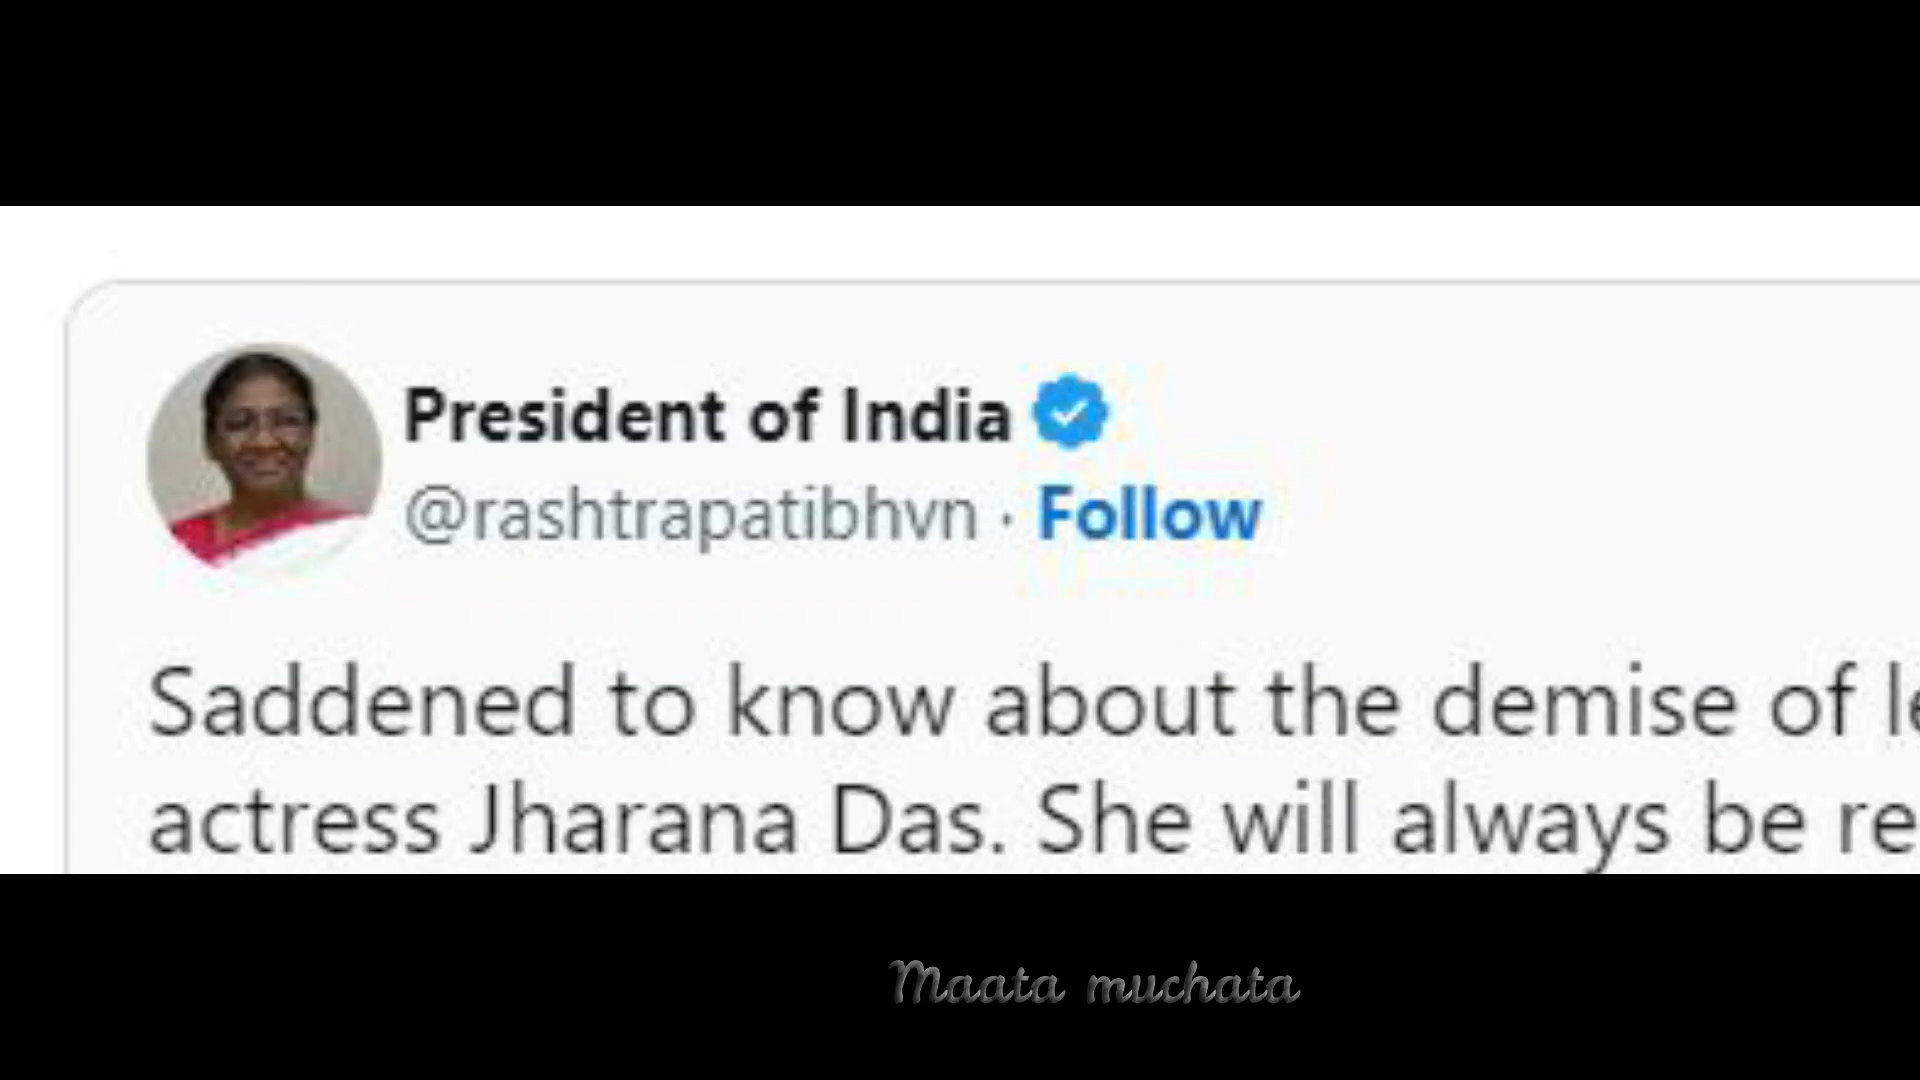 President of India
@rashtrapatibhvn · Follow
Saddened to know about the demise of
actress Jharana Das. She will always be
Maata muchata